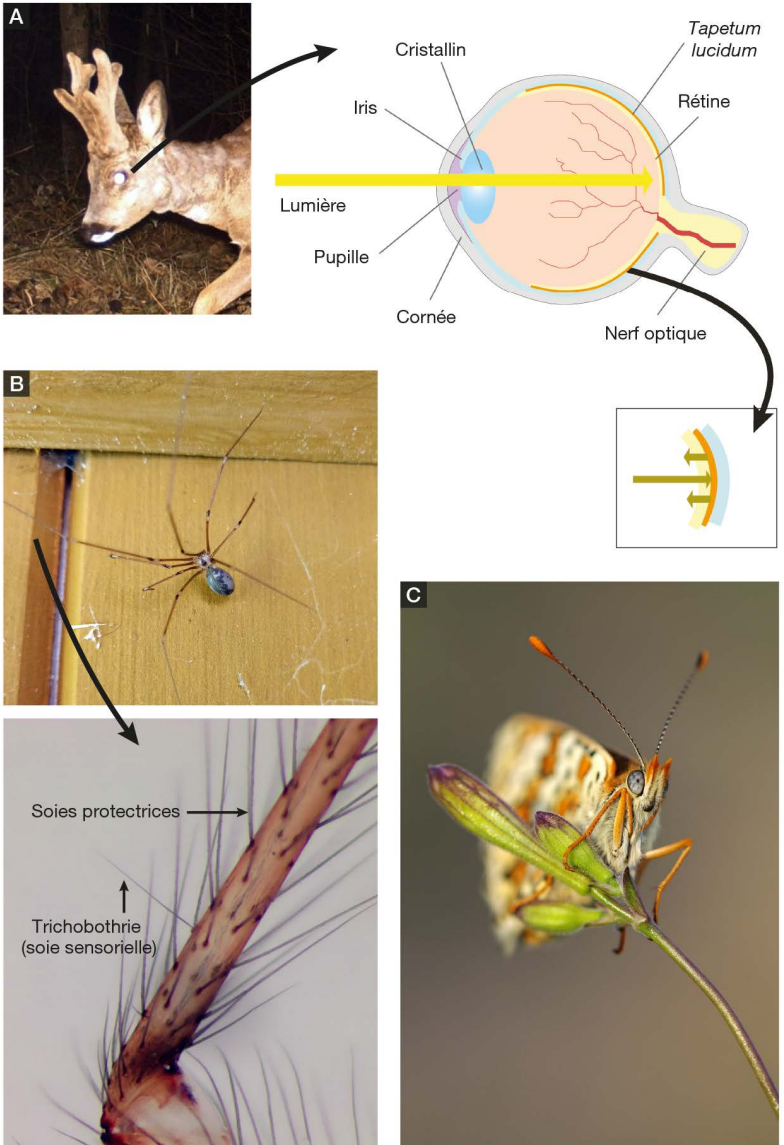 A
Cristallin
Tapetum
lucidum
Iris
Rétine
Lumière
Pupille
Cornée
Nerf optique
B
C
Soies protectrices
Trichobothrie
(soie sensorielle)